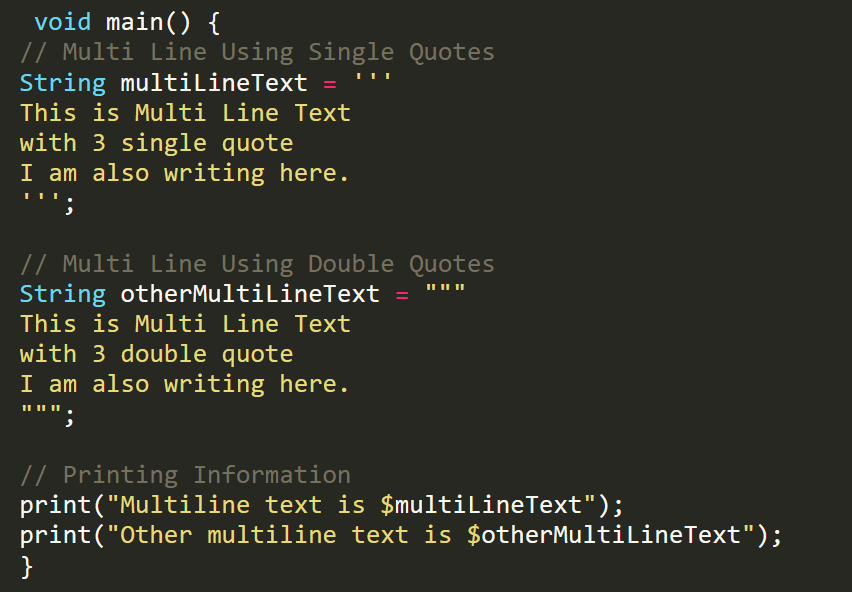 void main() {
// Multi Line Using Single Quotes
String multiLineText = '''
This is Multi Line Text
with 3 single quote
I am also writing here.
''';
// Multi Line Using Double Quotes
String otherMultiLineText = """
This is Multi Line Text
with 3 double quote
I am also writing here.
""";
// Printing Information
print("Multiline text is $multiLineText");
print("Other multiline text is $otherMultiLineText");
}